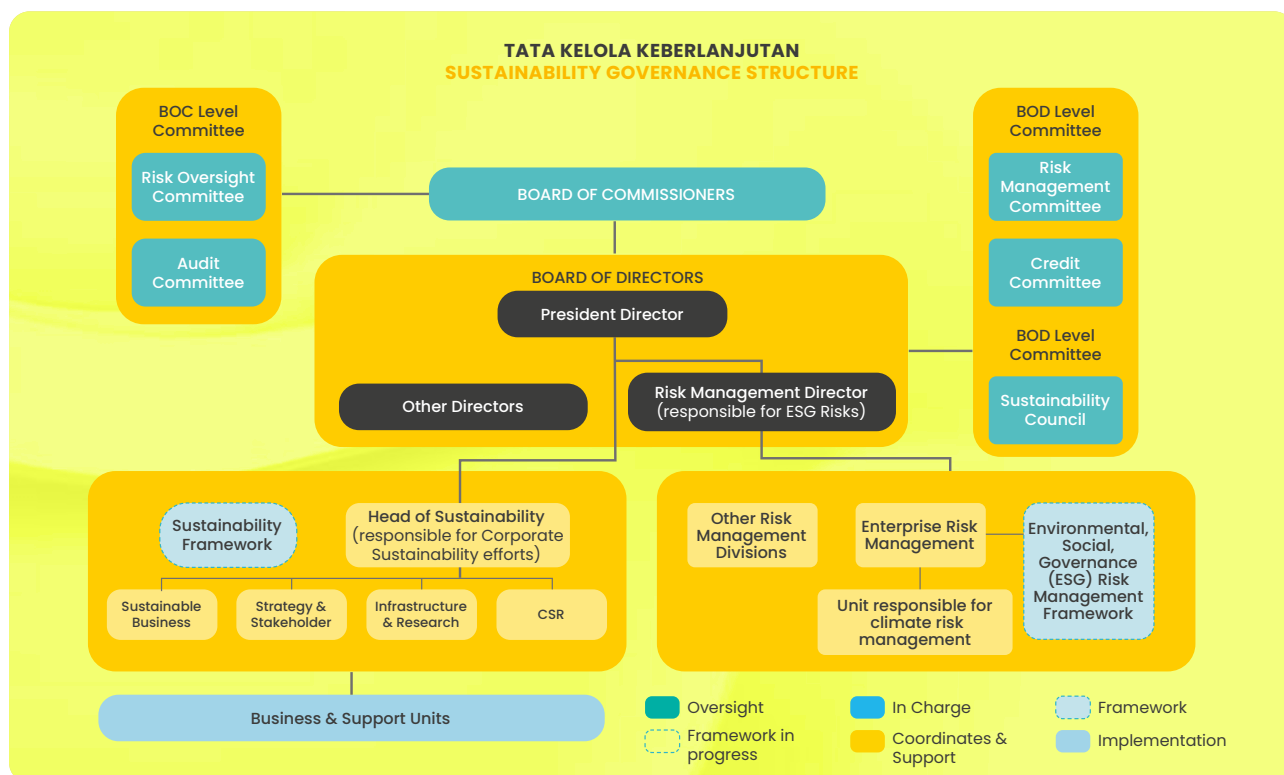 TATA KELOLA KEBERLANJUTAN
SUSTAINABILITY GOVERNANCE STRUCTURE
BOC Level
Committee
Risk Oversight
Committee
Audit
Committee
BOARD OF COMMISSIONERS
BOD Level
Committee
Risk
Management
Committee
Credit
Committee
BOD Level
Committee
Sustainability
Council
BOARD OF DIRECTORS
President Director
Other Directors
Risk Management Director
(responsible for ESG Risks)
Sustainability
Framework
Head of Sustainability
(responsible for Corporate
Sustainability efforts)
Sustainable
Business
Strategy &
Stakeholder
Infrastructure
& Research
CSR
Other Risk
Management
Divisions
Enterprise Risk
Management
Environmental,
Social,
Governance
(ESG) Risk
Management
Framework
Unit responsible for
climate risk
management
Business & Support Units
Oversight
In Charge
Framework
Framework in
progress
Coordinates &
Support
Implementation